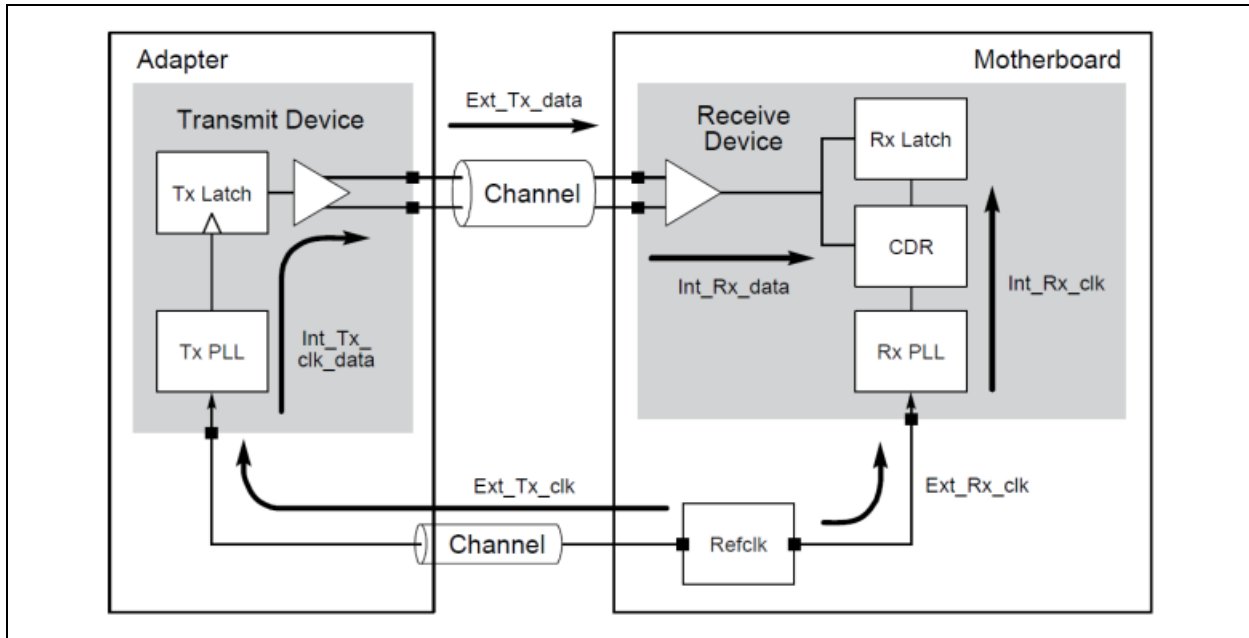 Adapter
Motherboard
Ext_Tx_data
Transmit Device
Receive
Device
Tx Latch
Channel
Rx Latch
CDR
Int_Rx_data
Int_Rx_clk
Tx PLL
Int_Tx_
clk_data
Rx PLL
Ext_Tx_clk
Ext_Rx_clk
Channel
Refclk